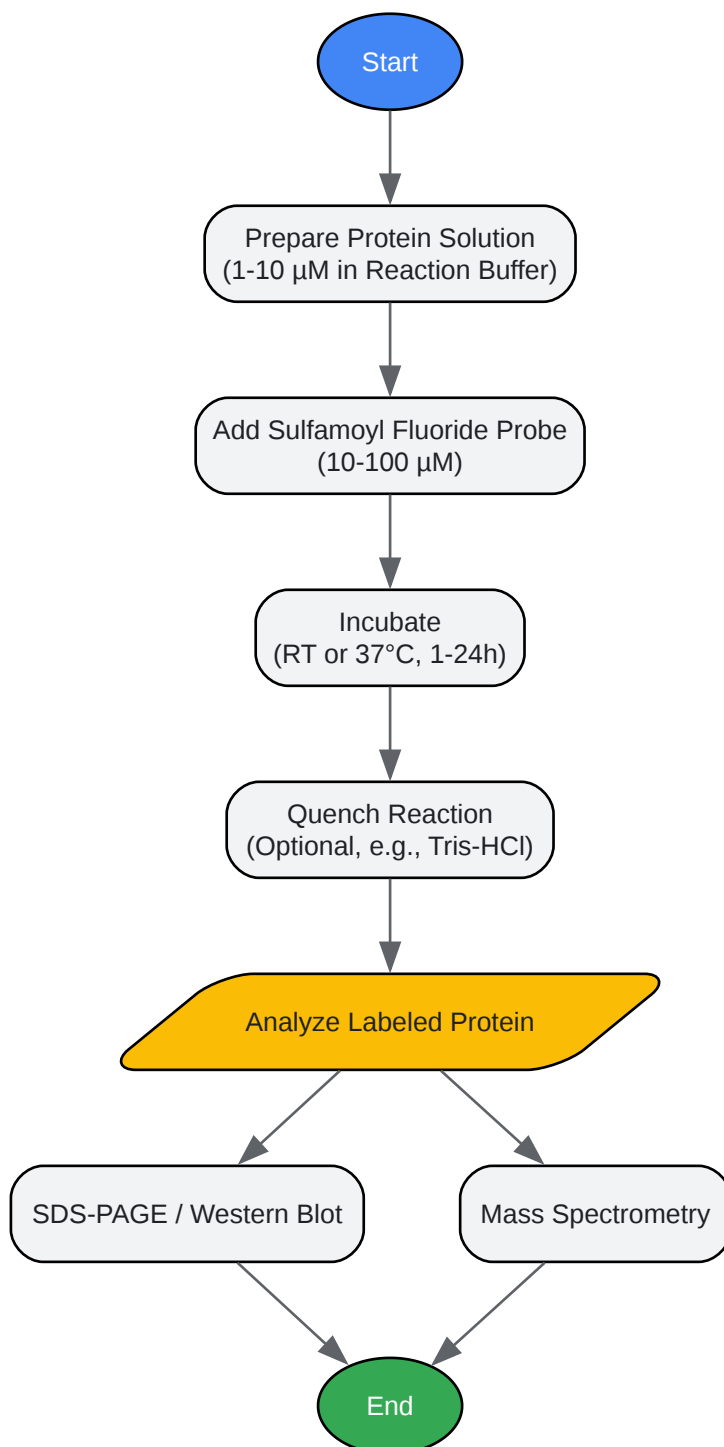 Start
Prepare Protein Solution
(1-10 µM in Reaction Buffer)
Add Sulfamoyl Fluoride Probe
(10-100 µM)
Incubate
(RT or 37°C, 1-24h)
Quench Reaction
(Optional, e.g., Tris-HCl)
Analyze Labeled Protein
SDS-PAGE / Western Blot
Mass Spectrometry
End